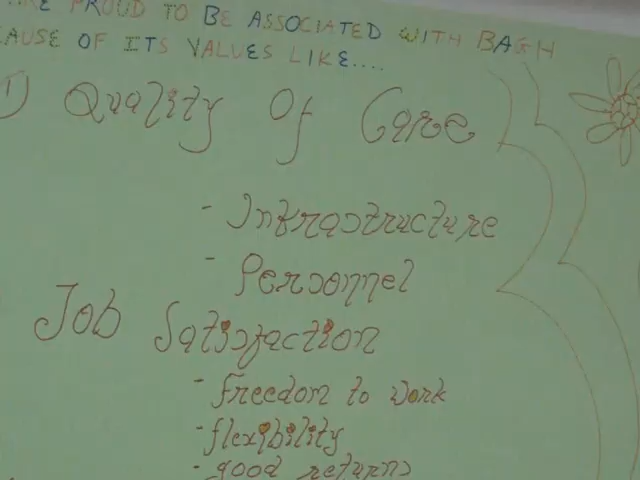 ARE PROUD TO BE ASSOCIATED WITH BAGH
CAUSE OF ITS VALUES LIKE....
1) Quality Of Care
- Infrastructure
- Personnel
Job Satisfaction
- freedom to work
- flexibility
- good returns